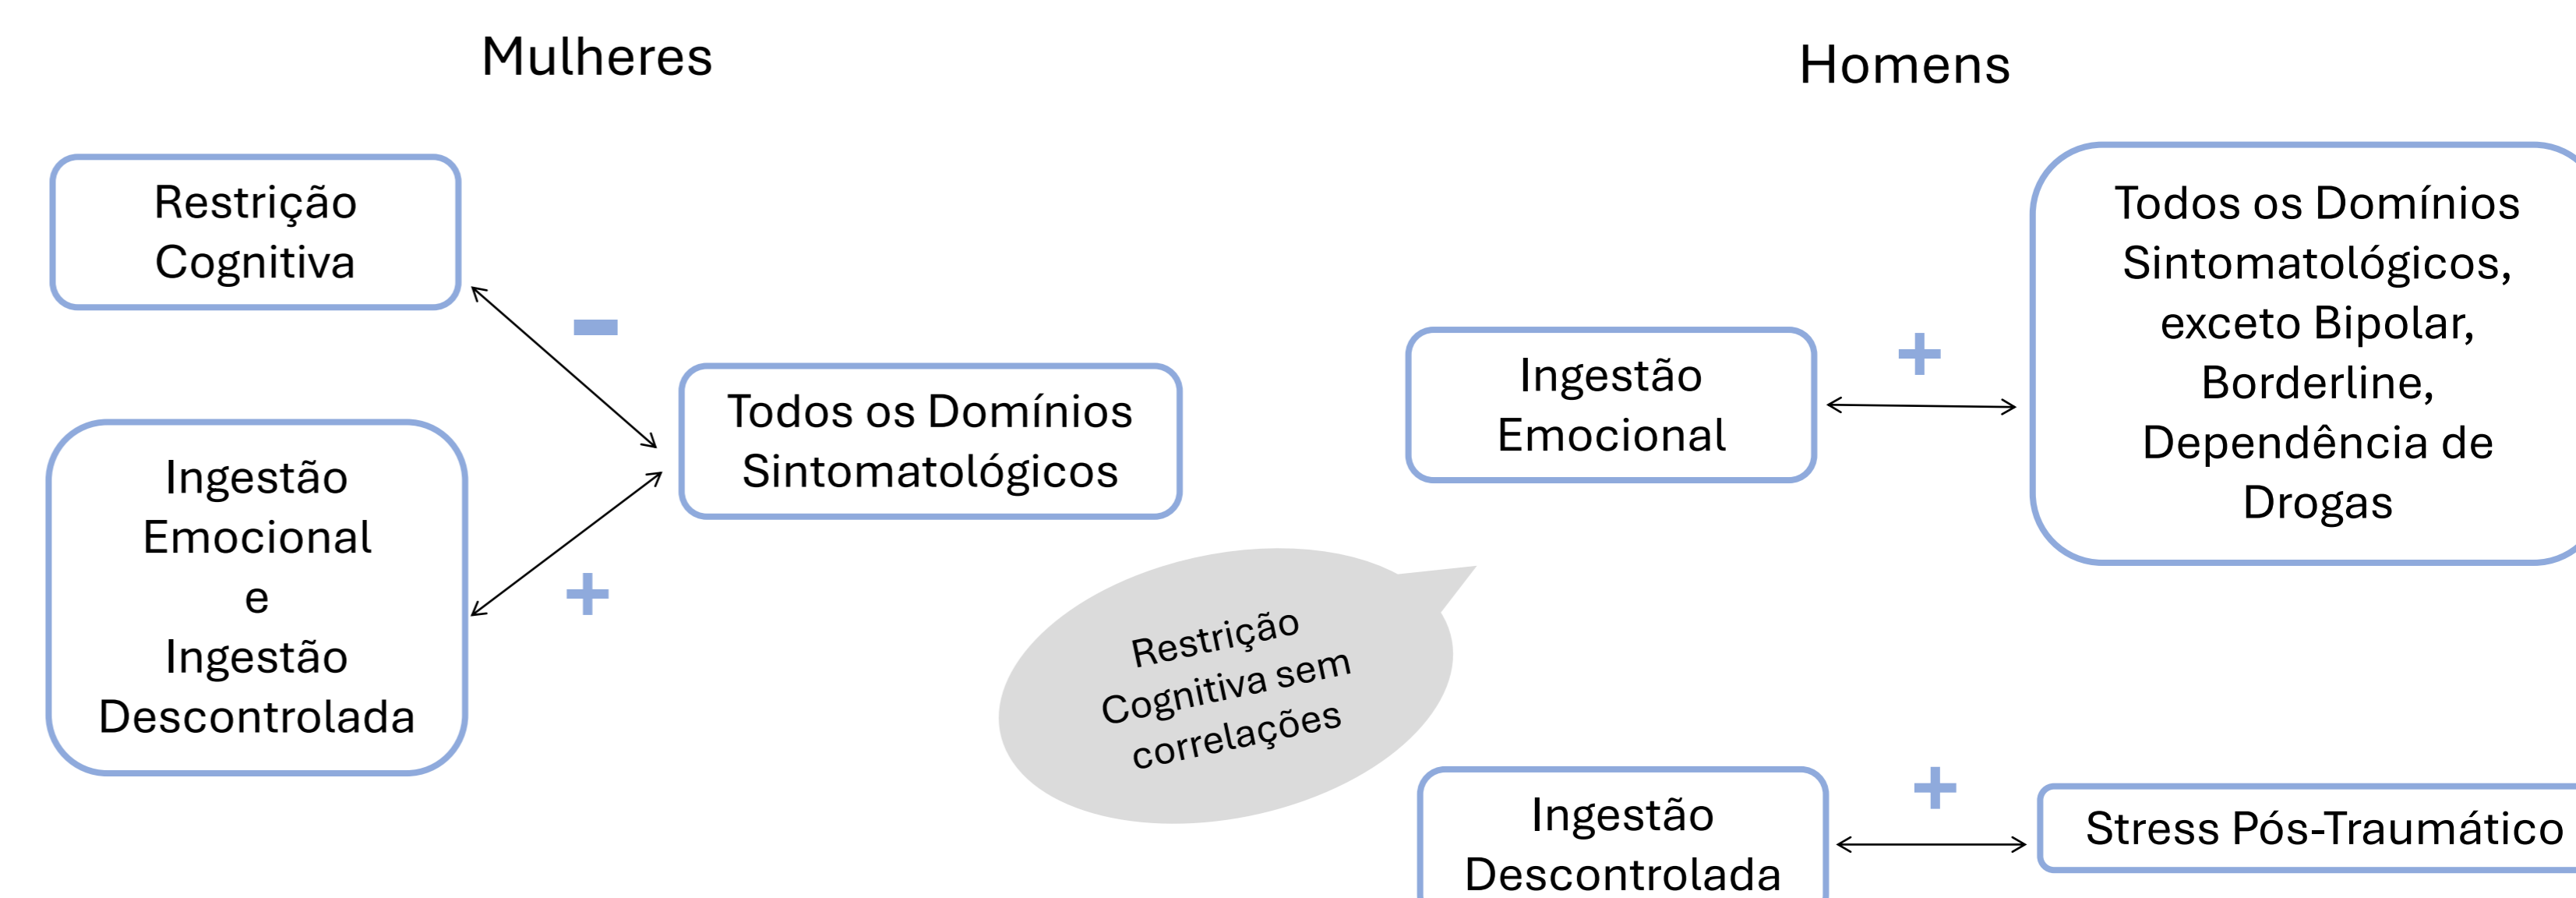 Mulheres
Restrição
Cognitiva
−
Ingestão
Emocional
e
Ingestão
Descontrolada
+
Todos os Domínios
Sintomatológicos
Homens
Ingestão
Emocional
+
Todos os Domínios
Sintomatológicos,
exceto Bipolar,
Borderline,
Dependência de
Drogas
Restrição
Cognitiva sem
correlações
Ingestão
Descontrolada
+
Stress Pós-Traumático